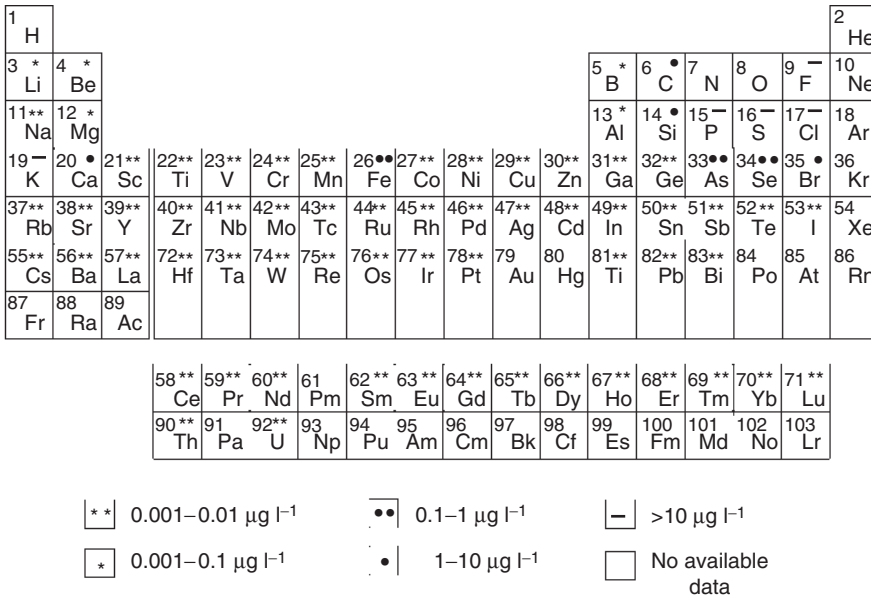 1 2
H He
3 * 4 * 5 * 6 • 7 8 9 – 10
Li Be B C N O F Ne
11** 12 * 13 * 14 • 15 – 16 – 17 – 18
Na Mg Al Si P S Cl Ar
19 – 20 • 21** 22** 23** 24** 25** 26•• 27** 28** 29** 30** 31** 32** 33•• 34•• 35 • 36
K Ca Sc Ti V Cr Mn Fe Co Ni Cu Zn Ga Ge As Se Br Kr
37** 38** 39** 40** 41** 42** 43** 44** 45** 46** 47** 48** 49** 50** 51** 52** 53** 54
Rb Sr Y Zr Nb Mo Tc Ru Rh Pd Ag Cd In Sn Sb Te I Xe
55** 56** 57** 72** 73** 74** 75** 76** 77** 78** 79 80 81** 82** 83** 84 85 86
Cs Ba La Hf Ta W Re Os Ir Pt Au Hg Ti Pb Bi Po At Rn
87 88 89
Fr Ra Ac
58** 59** 60** 61 62** 63** 64** 65** 66** 67** 68** 69** 70** 71**
Ce Pr Nd Pm Sm Eu Gd Tb Dy Ho Er Tm Yb Lu
90** 91 92** 93 94 95 96 97 98 99 100 101 102 103
Th Pa U Np Pu Am Cm Bk Cf Es Fm Md No Lr
** 0.001–0.01 µg l⁻¹ •• 0.1–1 µg l⁻¹ – >10 µg l⁻¹
* 0.001–0.1 µg l⁻¹ • 1–10 µg l⁻¹ No available
data